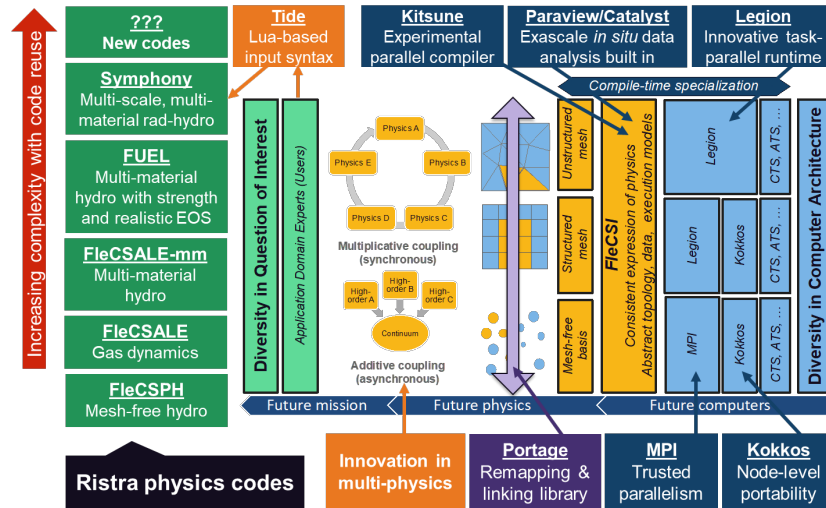 Increasing complexity with code reuse
???
New codes
Symphony
Multi-scale, multi-
material rad-hydro
FUEL
Multi-material
hydro with strength
and realistic EOS
FleCSALE-mm
Multi-material
hydro
FleCSALE
Gas dynamics
FleCSPH
Mesh-free hydro
Ristra physics codes
Tide
Lua-based
input syntax
Kitsune
Experimental
parallel compiler
Paraview/Catalyst
Exascale in situ data
analysis built in
Legion
Innovative task-
parallel runtime
Compile-time specialization
Diversity in Question of Interest
Application Domain Experts (Users)
Physics A
Physics E
Physics B
Physics D
Physics C
Multiplicative coupling
(synchronous)
High-
order A
High-
order B
High-
order C
Continuum
Additive coupling
(asynchronous)
Unstructured
mesh
Structured
mesh
Mesh-free
basis
FleCSI
Consistent expression of physics
Abstract topology, data, execution models
Legion
CTS, ATS, …
Legion
Kokkos
CTS, ATS, …
MPI
Kokkos
CTS, ATS, …
Diversity in Computer Architecture
Future mission
Future physics
Future computers
Innovation in
multi-physics
Portage
Remapping &
linking library
MPI
Trusted
parallelism
Kokkos
Node-level
portability